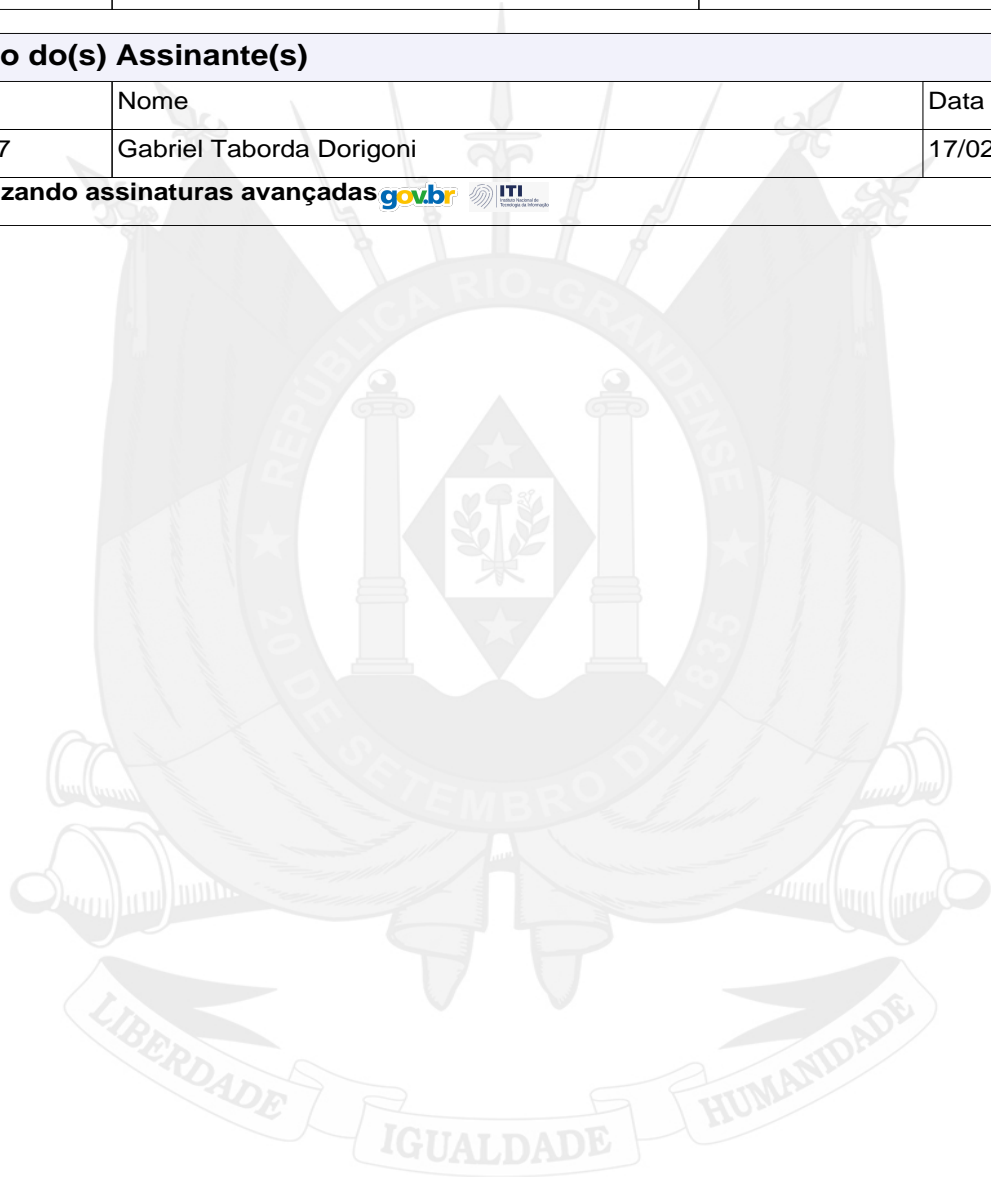 o do(s) Assinante(s)
Nome Data
7 Gabriel Taborda Dorigoni 17/02
zando assinaturas avançadas gov.br ITI
REPÚBLICA RIO-GRANDENSE
20 DE SETEMBRO DE 1835
LIBERDADE IGUALDADE HUMANIDADE